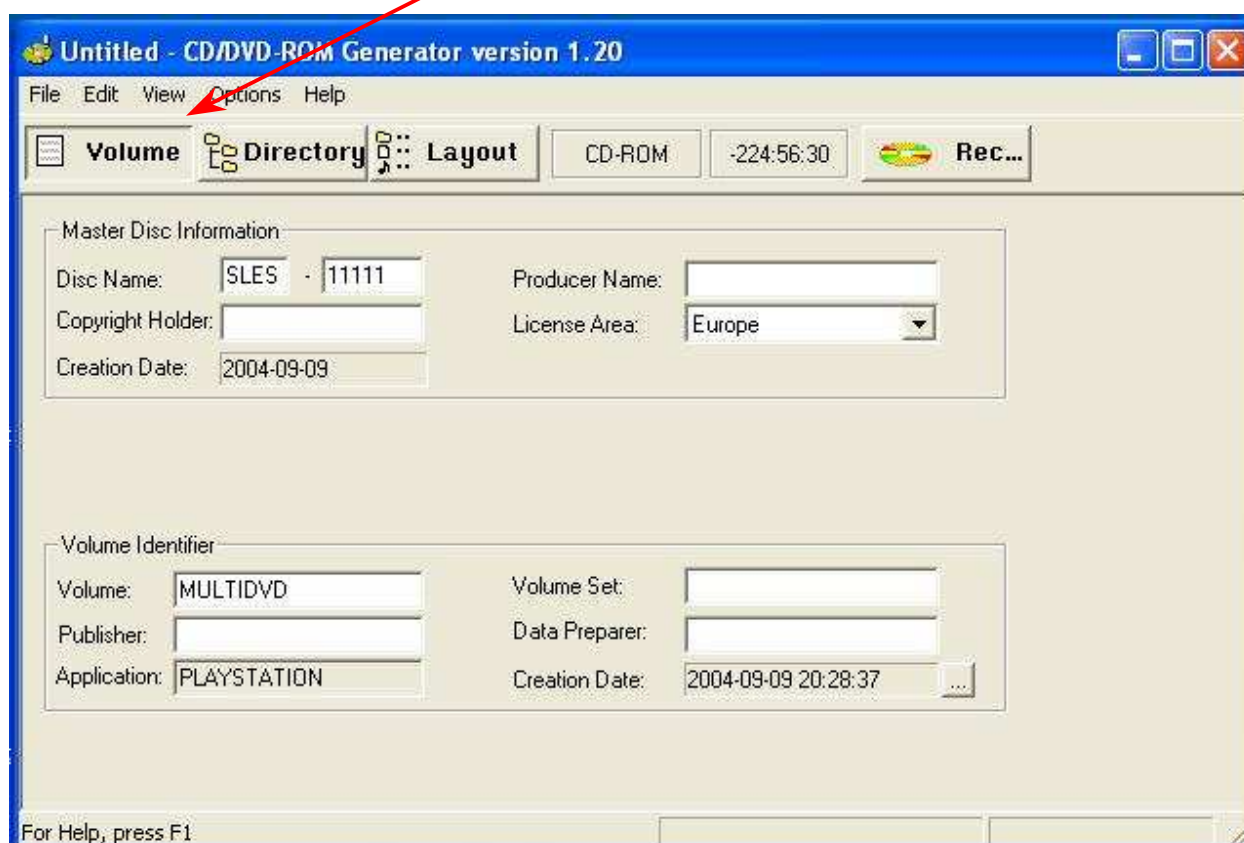 Untitled - CD/DVD-ROM Generator version 1.20
File Edit View Options Help
Volume Directory Layout CD-ROM -224:56:30 Rec...
Master Disc Information
Disc Name: SLES - 11111 Producer Name:
Copyright Holder: License Area: Europe
Creation Date: 2004-09-09
Volume Identifier
Volume: MULTIDVD Volume Set:
Publisher: Data Preparer:
Application: PLAYSTATION Creation Date: 2004-09-09 20:28:37 ...
For Help, press F1